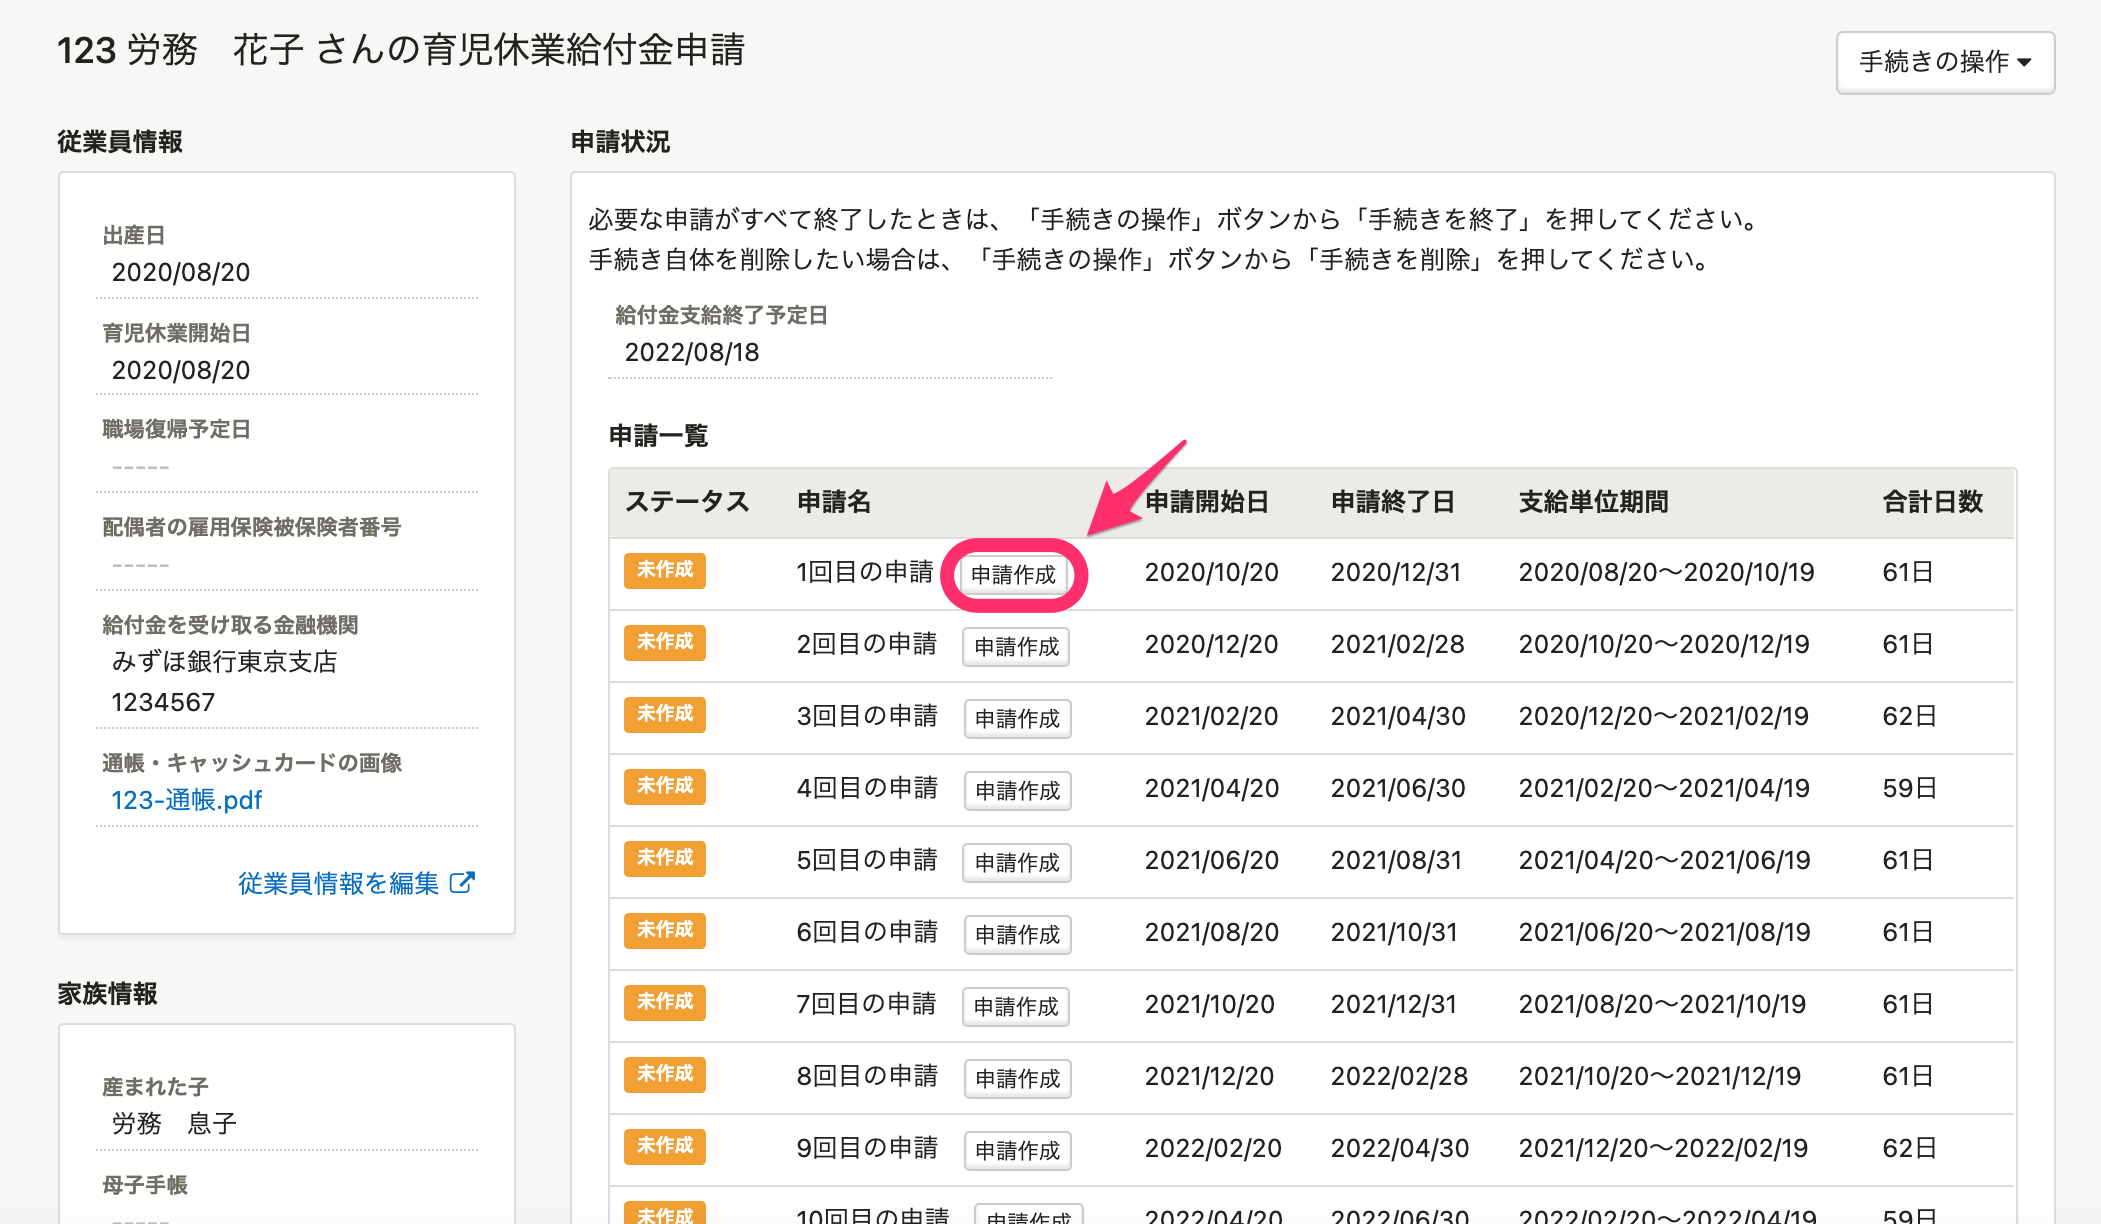 123 労務　花子 さんの育児休業給付金申請
手続きの操作
従業員情報
出産日
2020/08/20
育児休業開始日
2020/08/20
職場復帰予定日
-----
配偶者の雇用保険被保険者番号
-----
給付金を受け取る金融機関
みずほ銀行東京支店
1234567
通帳・キャッシュカードの画像
123-通帳.pdf
従業員情報を編集
家族情報
産まれた子
労務　息子
母子手帳
-----
申請状況
必要な申請がすべて終了したときは、「手続きの操作」ボタンから「手続きを終了」を押してください。
手続き自体を削除したい場合は、「手続きの操作」ボタンから「手続きを削除」を押してください。
給付金支給終了予定日
2022/08/18
申請一覧
ステータス 申請名 申請開始日 申請終了日 支給単位期間 合計日数
未作成 1回目の申請 申請作成 2020/10/20 2020/12/31 2020/08/20〜2020/10/19 61日
未作成 2回目の申請 申請作成 2020/12/20 2021/02/28 2020/10/20〜2020/12/19 61日
未作成 3回目の申請 申請作成 2021/02/20 2021/04/30 2020/12/20〜2021/02/19 62日
未作成 4回目の申請 申請作成 2021/04/20 2021/06/30 2021/02/20〜2021/04/19 59日
未作成 5回目の申請 申請作成 2021/06/20 2021/08/31 2021/04/20〜2021/06/19 61日
未作成 6回目の申請 申請作成 2021/08/20 2021/10/31 2021/06/20〜2021/08/19 61日
未作成 7回目の申請 申請作成 2021/10/20 2021/12/31 2021/08/20〜2021/10/19 61日
未作成 8回目の申請 申請作成 2021/12/20 2022/02/28 2021/10/20〜2021/12/19 61日
未作成 9回目の申請 申請作成 2022/02/20 2022/04/30 2021/12/20〜2022/02/19 62日
未作成 10回目の申請 申請作成 2022/04/20 2022/06/30 2022/02/20〜2022/04/19 59日